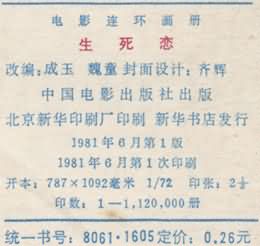 电影连环画册
生死恋
改编：成玉 魏童 封面设计：齐辉
中国电影出版社出版
北京新华印刷厂印刷 新华书店发行
1981年6月第1版
1981年6月第1次印刷
开本：787×1092毫米 1/72 印张：2½
印数：1—1,120,000册
统一书号：8061·1605定价：0.26元